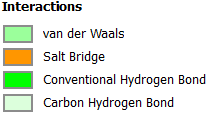 Interactions
van der Waals
Salt Bridge
Conventional Hydrogen Bond
Carbon Hydrogen Bond